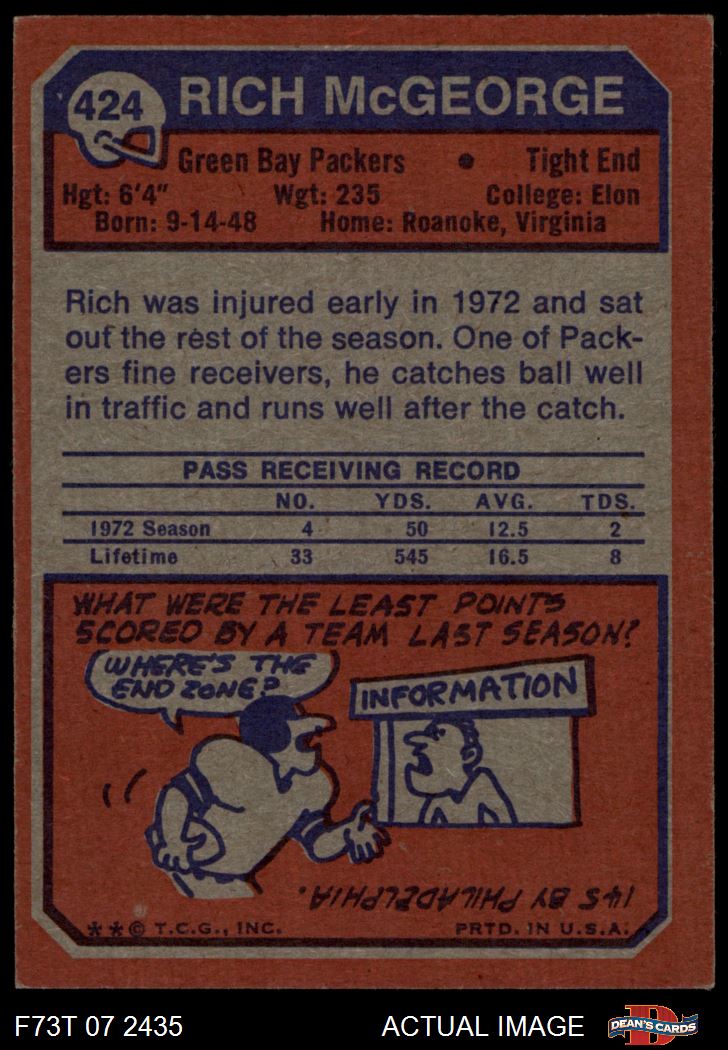 424
RICH McGEORGE
Green Bay Packers • Tight End
Hgt: 6'4" Wgt: 235 College: Elon
Born: 9-14-48 Home: Roanoke, Virginia
Rich was injured early in 1972 and sat
out the rest of the season. One of Pack-
ers fine receivers, he catches ball well
in traffic and runs well after the catch.
PASS RECEIVING RECORD
NO. YDS. AVG. TDS.
1972 Season 4 50 12.5 2
Lifetime 33 545 16.5 8
WHAT WERE THE LEAST POINTS
SCORED BY A TEAM LAST SEASON?
WHERE'S THE
END ZONE?
INFORMATION
145 BY PHILADELPHIA.
**© T.C.G., INC. PRTD. IN U.S.A.
F73T 07 2435 ACTUAL IMAGE
D
DEAN'S CARDS